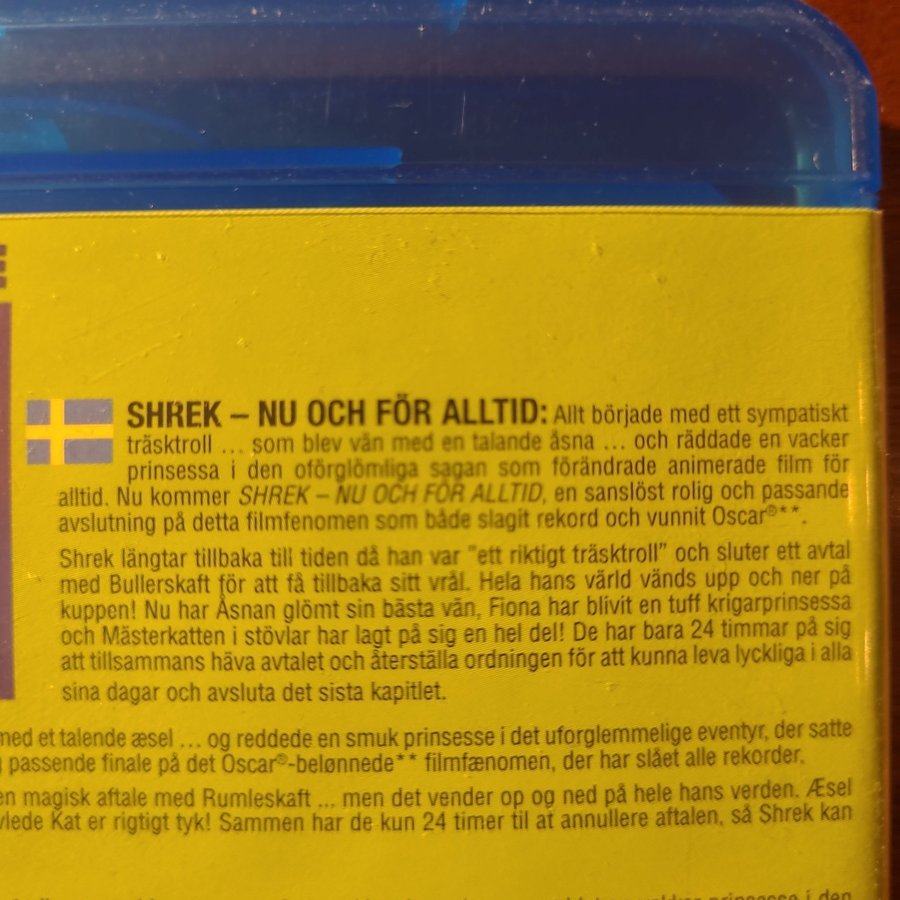 SHREK – NU OCH FÖR ALLTID: Allt började med ett sympatiskt
träsktroll ... som blev vän med en talande åsna ... och räddade en vacker
prinsessa i den oförglömliga sagan som förändrade animerade film för
alltid. Nu kommer SHREK – NU OCH FÖR ALLTID, en sanslöst rolig och passande
avslutning på detta filmfenomen som både slagit rekord och vunnit Oscar®**.
Shrek längtar tillbaka till tiden då han var "ett riktigt träsktroll" och sluter ett avtal
med Bullerskaft för att få tillbaka sitt vrål. Hela hans värld vänds upp och ner på
kuppen! Nu har Åsnan glömt sin bästa vän, Fiona har blivit en tuff krigarprinsessa
och Mästerkatten i stövlar har lagt på sig en hel del! De har bara 24 timmar på sig
att tillsammans häva avtalet och återställa ordningen för att kunna leva lyckliga i alla
sina dagar och avsluta det sista kapitlet.
med et talende æsel ... og reddede en smuk prinsesse i det uforglemmelige eventyr, der satte
passende finale på det Oscar®-belønnede** filmfænomen, der har slået alle rekorder.
en magisk aftale med Rumleskaft ... men det vender op og ned på hele hans verden. Æsel
Kat er rigtigt tyk! Sammen har de kun 24 timer til at annullere aftalen, så Shrek kan
prinsesse i den